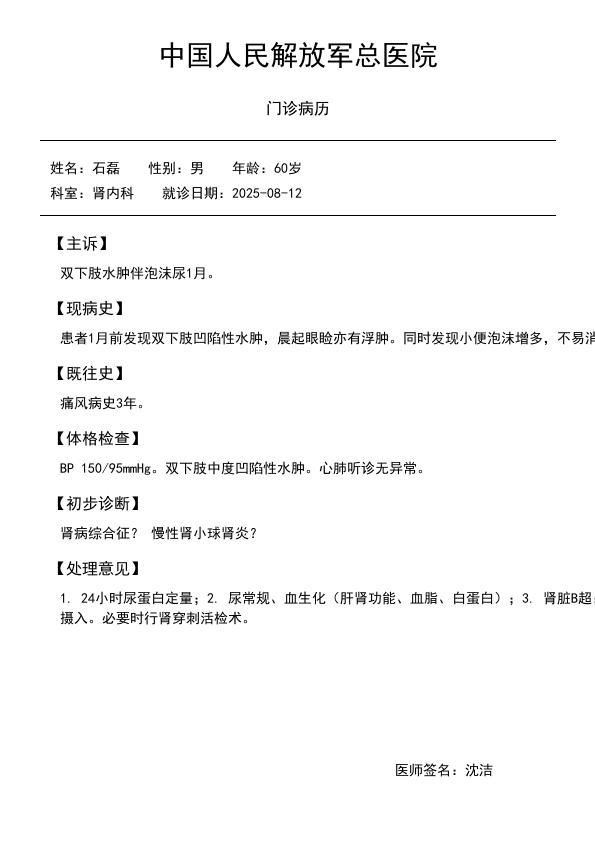 中国人民解放军总医院
门诊病历
姓名：石磊　　性别：男　　年龄：60岁
科室：肾内科　　就诊日期：2025-08-12
【主诉】
双下肢水肿伴泡沫尿1月。
【现病史】
患者1月前发现双下肢凹陷性水肿，晨起眼睑亦有浮肿。同时发现小便泡沫增多，不易消
【既往史】
痛风病史3年。
【体格检查】
BP 150/95mmHg。双下肢中度凹陷性水肿。心肺听诊无异常。
【初步诊断】
肾病综合征？ 慢性肾小球肾炎？
【处理意见】
1. 24小时尿蛋白定量；2. 尿常规、血生化（肝肾功能、血脂、白蛋白）；3. 肾脏B超
摄入。必要时行肾穿刺活检术。
医师签名：沈洁